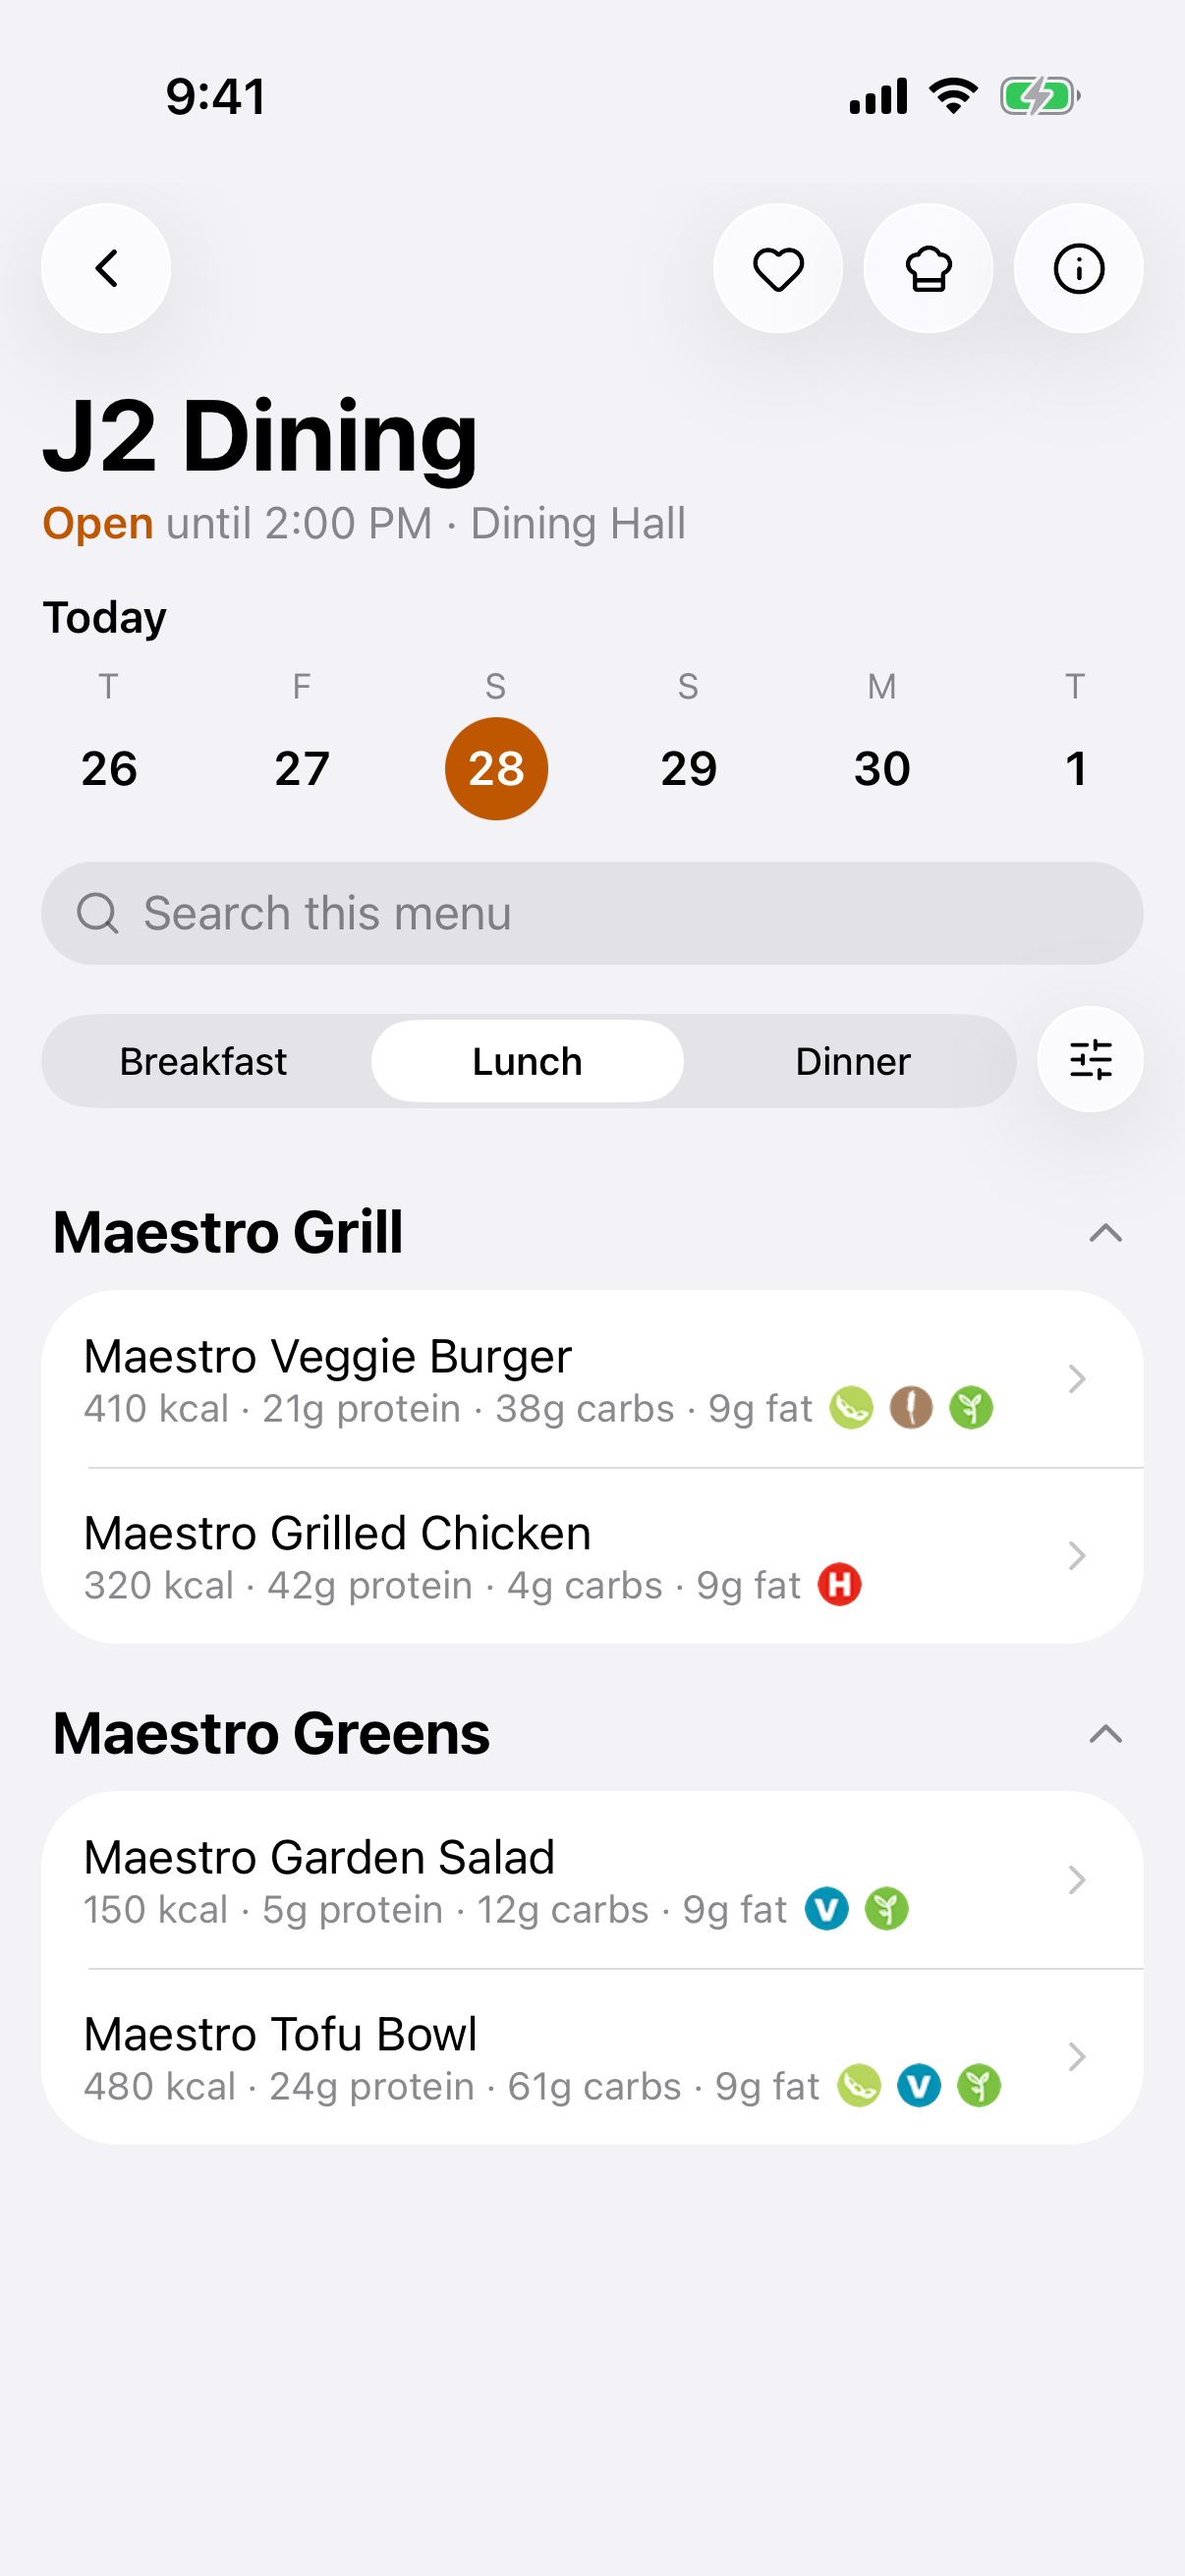 9:41
J2 Dining
Open until 2:00 PM · Dining Hall
Today
T F S S M T
26 27 28 29 30 1
Search this menu
Breakfast Lunch Dinner
Maestro Grill
Maestro Veggie Burger
410 kcal · 21g protein · 38g carbs · 9g fat
Maestro Grilled Chicken
320 kcal · 42g protein · 4g carbs · 9g fat H
Maestro Greens
Maestro Garden Salad
150 kcal · 5g protein · 12g carbs · 9g fat V
Maestro Tofu Bowl
480 kcal · 24g protein · 61g carbs · 9g fat V